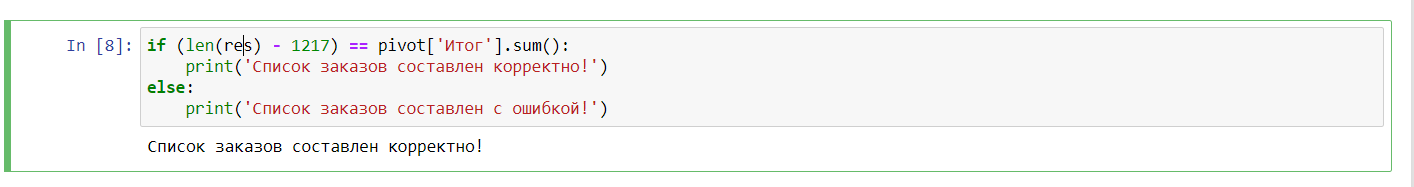 In [8]: if (len(res) - 1217) == pivot['Итог'].sum():
print('Список заказов составлен корректно!')
else:
print('Список заказов составлен с ошибкой!')
Список заказов составлен корректно!